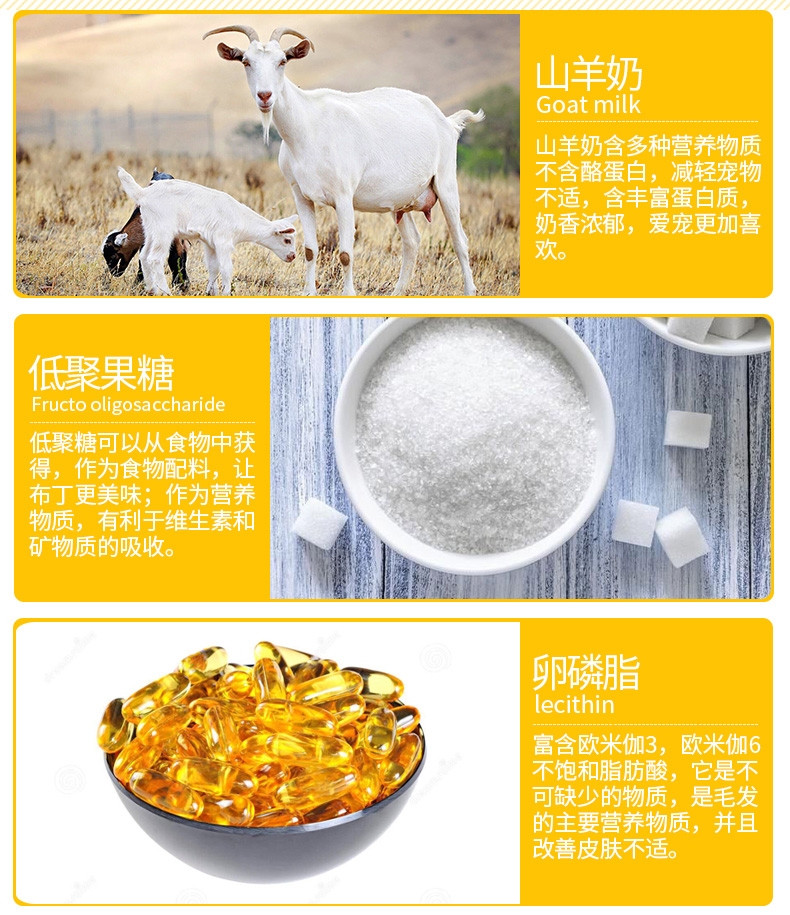 山羊奶
Goat milk
山羊奶含多种营养物质
不含酪蛋白，减轻宠物
不适，含丰富蛋白质，
奶香浓郁，爱宠更加喜
欢。
低聚果糖
Fructo oligosaccharide
低聚糖可以从食物中获
得，作为食物配料，让
布丁更美味；作为营养
物质，有利于维生素和
矿物质的吸收。
卵磷脂
lecithin
富含欧米伽3，欧米伽6
不饱和脂肪酸，它是不
可缺少的物质，是毛发
的主要营养物质，并且
改善皮肤不适。